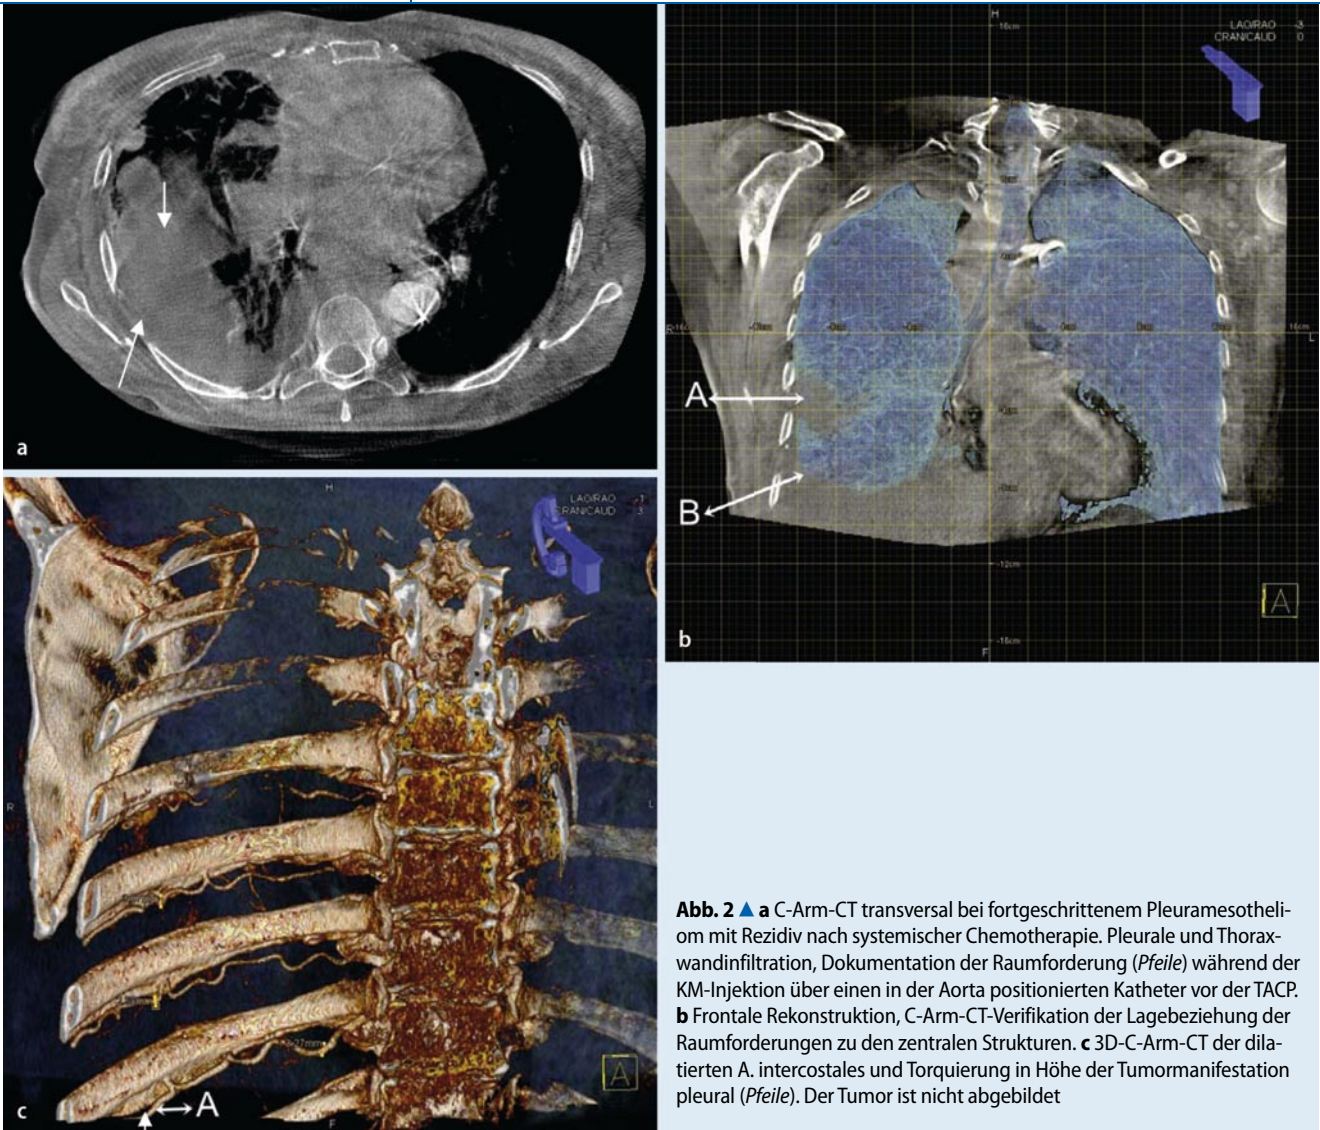 a
H
16cm
LAO/RAO -3
CRAN/CAUD 0
L
A
B
-12cm
-16cm
F
A
b
H
LAO/RAO -1
CRAN/CAUD 3
R
L
A
A
F
c
Abb. 2 ▲ a C-Arm-CT transversal bei fortgeschrittenem Pleuramesotheli-
om mit Rezidiv nach systemischer Chemotherapie. Pleurale und Thorax-
wandinfiltration, Dokumentation der Raumforderung (Pfeile) während der
KM-Injektion über einen in der Aorta positionierten Katheter vor der TACP.
b Frontale Rekonstruktion, C-Arm-CT-Verifikation der Lagebeziehung der
Raumforderungen zu den zentralen Strukturen. c 3D-C-Arm-CT der dila-
tierten A. intercostales und Torquierung in Höhe der Tumormanifestation
pleural (Pfeile). Der Tumor ist nicht abgebildet